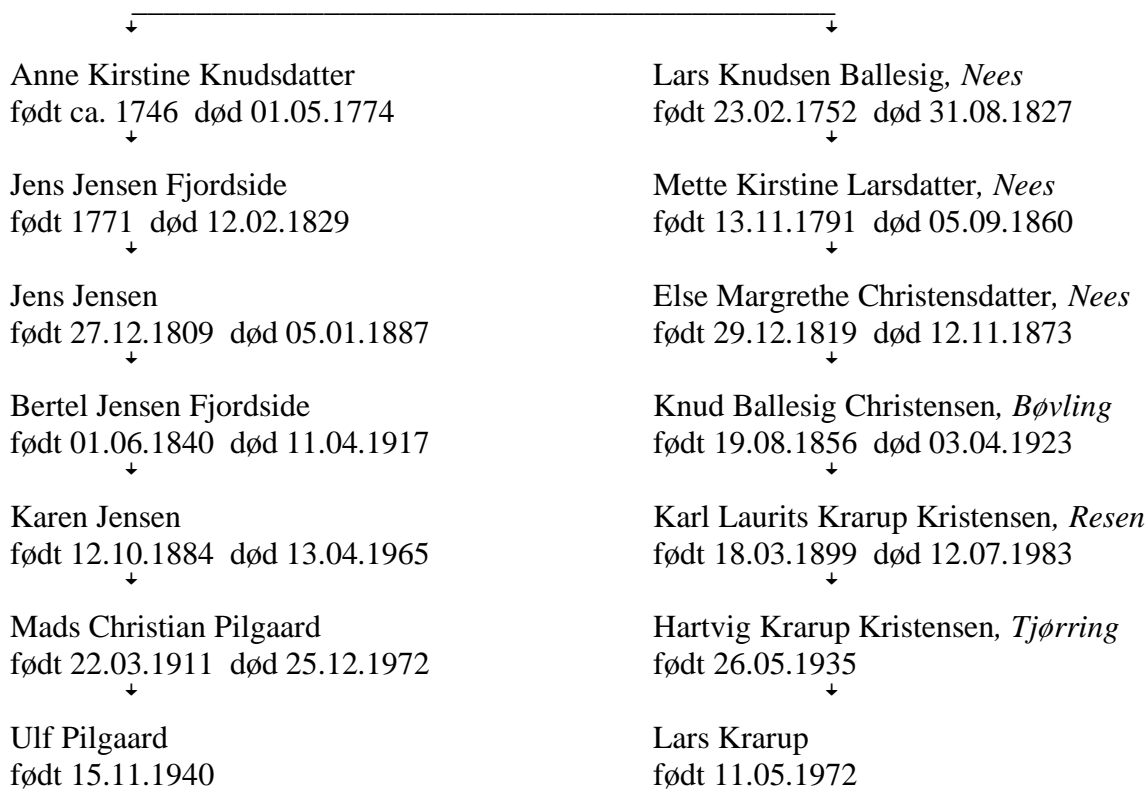 Anne Kirstine Knudsdatter
født ca. 1746 død 01.05.1774
Jens Jensen Fjordside
født 1771 død 12.02.1829
Jens Jensen
født 27.12.1809 død 05.01.1887
Bertel Jensen Fjordside
født 01.06.1840 død 11.04.1917
Karen Jensen
født 12.10.1884 død 13.04.1965
Mads Christian Pilgaard
født 22.03.1911 død 25.12.1972
Ulf Pilgaard
født 15.11.1940
Lars Knudsen Ballesig, Nees
født 23.02.1752 død 31.08.1827
Mette Kirstine Larsdatter, Nees
født 13.11.1791 død 05.09.1860
Else Margrethe Christensdatter, Nees
født 29.12.1819 død 12.11.1873
Knud Ballesig Christensen, Bøvling
født 19.08.1856 død 03.04.1923
Karl Laurits Krarup Kristensen, Resen
født 18.03.1899 død 12.07.1983
Hartvig Krarup Kristensen, Tjørring
født 26.05.1935
Lars Krarup
født 11.05.1972